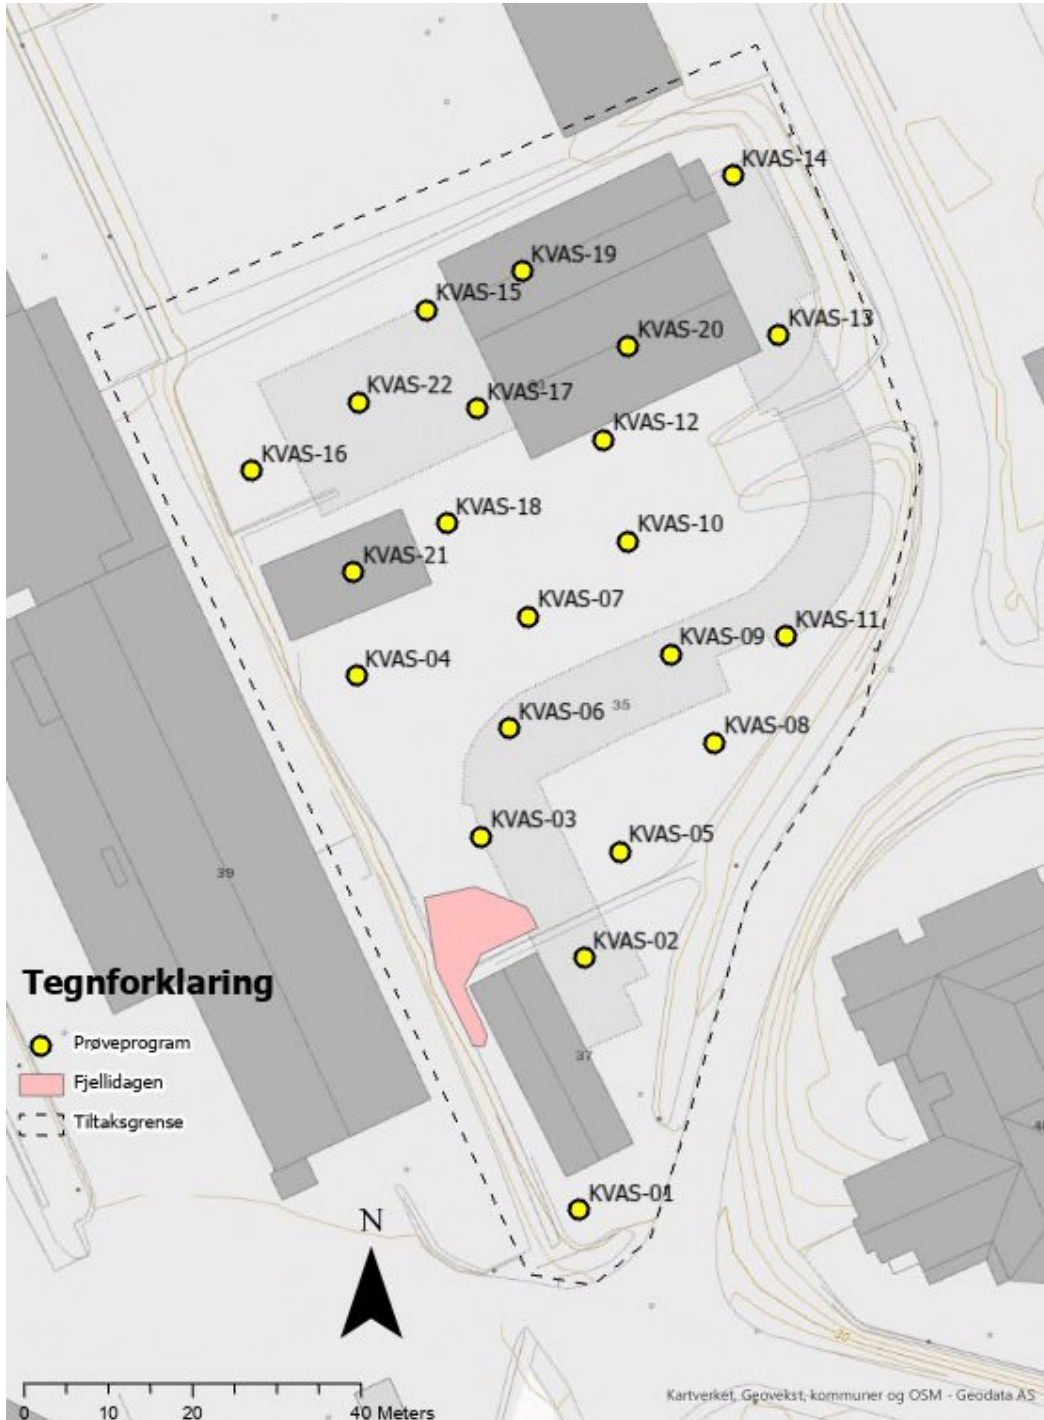 KVAS-14
KVAS-19
KVAS-15
KVAS-13
KVAS-20
KVAS-22
KVAS-17
KVAS-12
KVAS-16
KVAS-18
KVAS-10
KVAS-21
KVAS-07
KVAS-11
KVAS-09
KVAS-04
35
KVAS-06
KVAS-08
KVAS-03
KVAS-05
39
KVAS-02
Tegnforklaring
Prøveprogram
37
Fjellidagen
Tiltaksgrense
KVAS-01
N
30
Kartverket, Geovekst, kommuner og OSM - Geodata AS
0 10 20 40 Meters